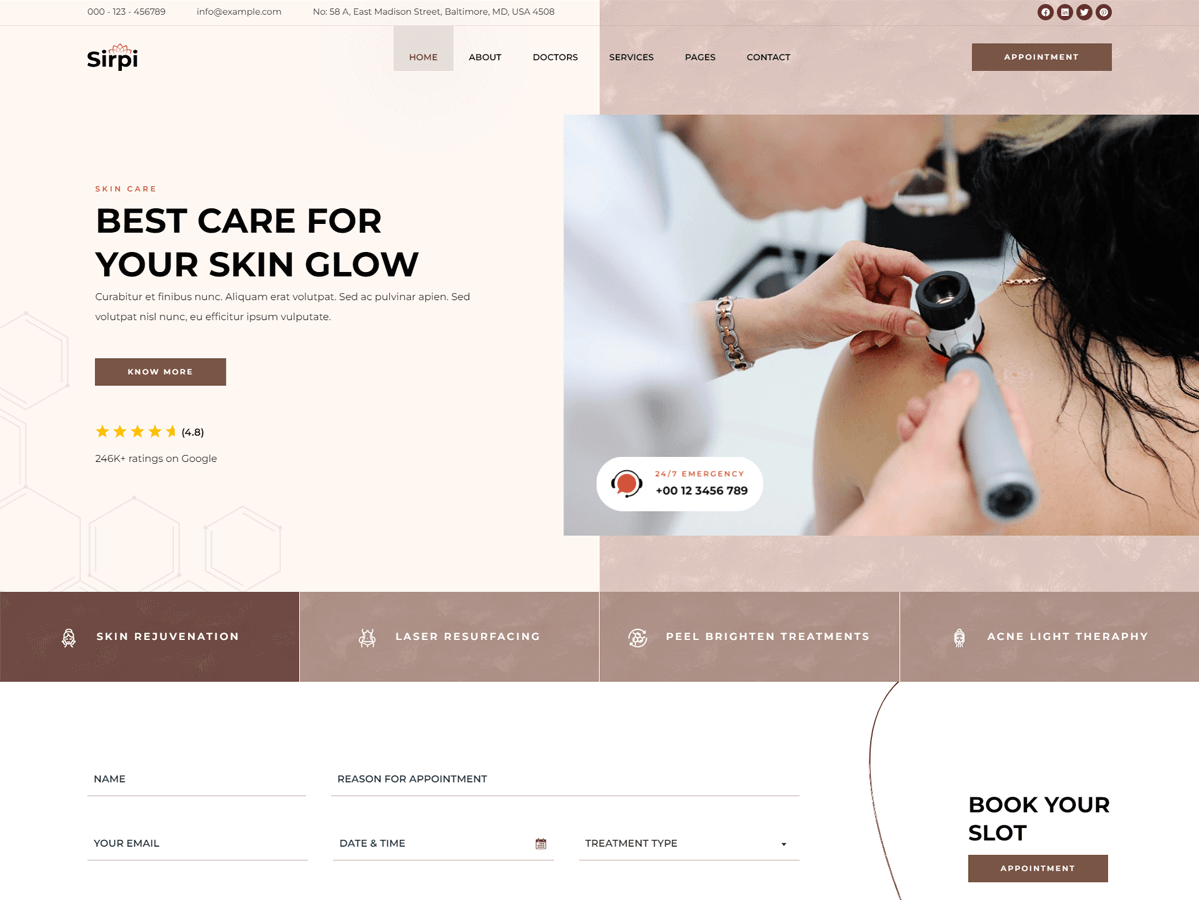 000 - 123 - 456789 info@example.com No: 58 A, East Madison Street, Baltimore, MD, USA 4508
Sirpi
HOME ABOUT DOCTORS SERVICES PAGES CONTACT
APPOINTMENT
SKIN CARE
BEST CARE FOR
YOUR SKIN GLOW
Curabitur et finibus nunc. Aliquam erat volutpat. Sed ac pulvinar apien. Sed
volutpat nisl nunc, eu efficitur ipsum vulputate.
KNOW MORE
(4.8)
246K+ ratings on Google
24/7 EMERGENCY
+00 12 3456 789
SKIN REJUVENATION
LASER RESURFACING
PEEL BRIGHTEN TREATMENTS
ACNE LIGHT THERAPHY
NAME
REASON FOR APPOINTMENT
YOUR EMAIL
DATE & TIME
TREATMENT TYPE
BOOK YOUR
SLOT
APPOINTMENT